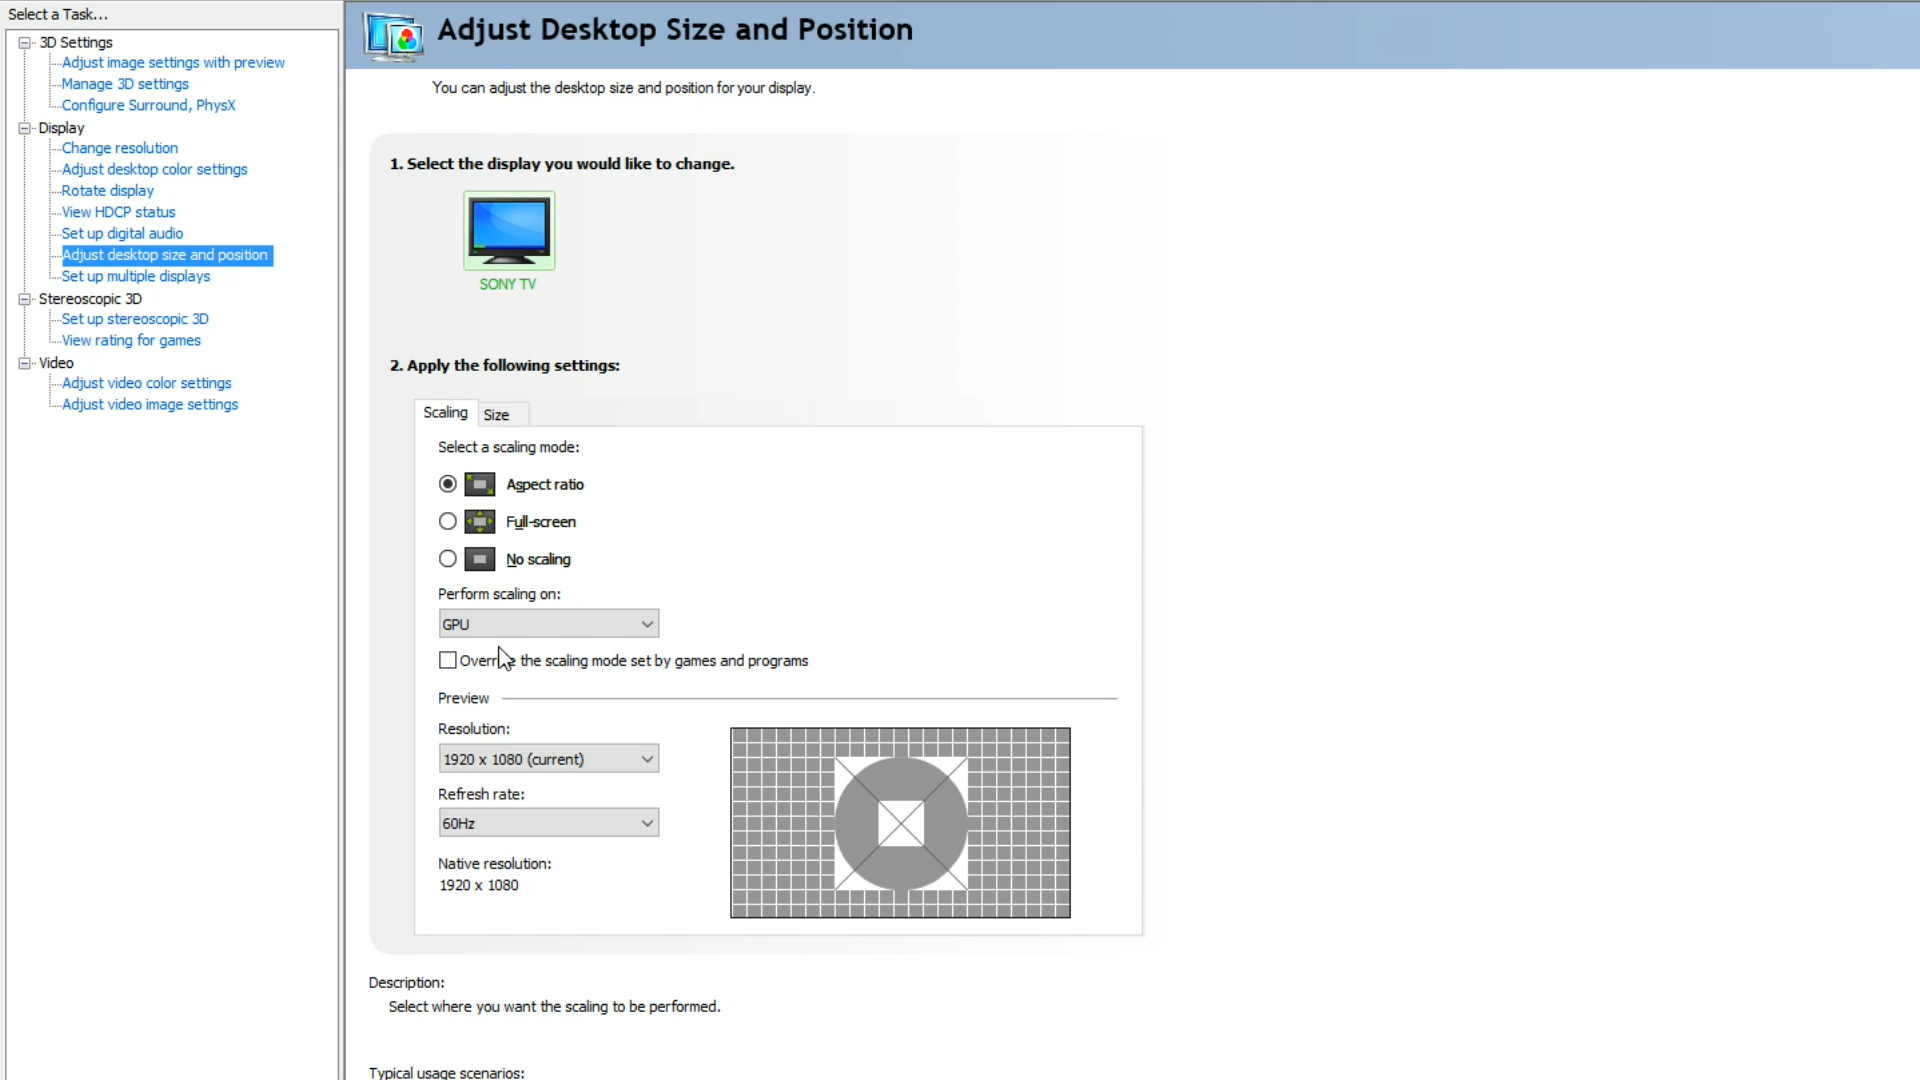 Select a Task...
3D Settings
Adjust image settings with preview
Manage 3D settings
Configure Surround, PhysX
Display
Change resolution
Adjust desktop color settings
Rotate display
View HDCP status
Set up digital audio
Adjust desktop size and position
Set up multiple displays
Stereoscopic 3D
Set up stereoscopic 3D
View rating for games
Video
Adjust video color settings
Adjust video image settings
Adjust Desktop Size and Position
You can adjust the desktop size and position for your display.
1. Select the display you would like to change.
SONY TV
2. Apply the following settings:
Scaling Size
Select a scaling mode:
Aspect ratio
Full-screen
No scaling
Perform scaling on:
GPU
Override the scaling mode set by games and programs
Preview
Resolution:
1920 x 1080 (current)
Refresh rate:
60Hz
Native resolution:
1920 x 1080
Description:
Select where you want the scaling to be performed.
Typical usage scenarios: